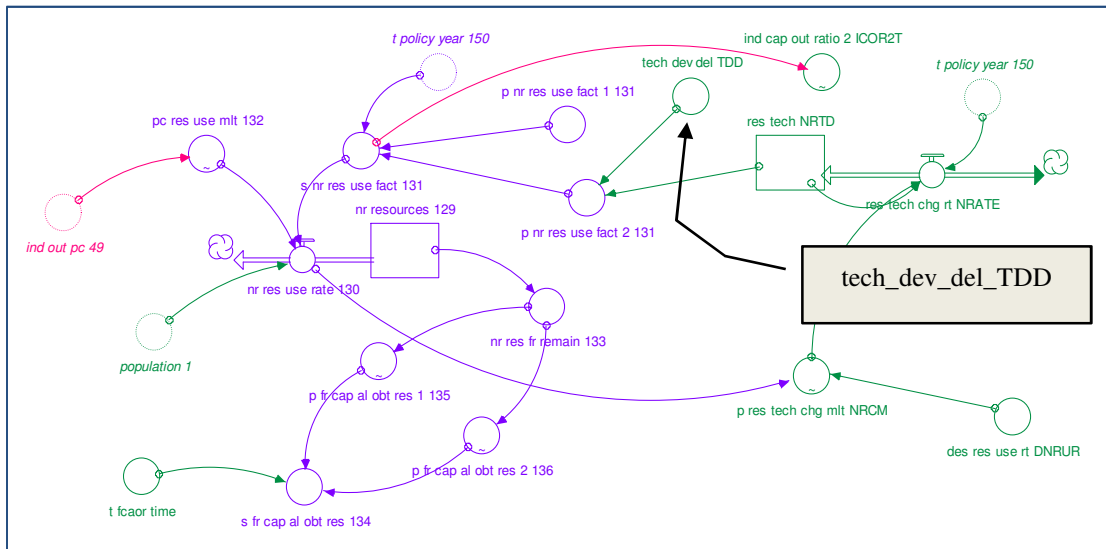 t policy year 150
ind cap out ratio 2 ICOR2T
tech dev del TDD
t policy year 150
p nr res use fact 1 131
pc res use mlt 132
res tech NRTD
~
~
s nr res use fact 131
nr resources 129
res tech chg rt NRATE
p nr res use fact 2 131
ind out pc 49
nr res use rate 130
tech_dev_del_TDD
nr res fr remain 133
population 1
p fr cap al obt res 1 135
~
~
p res tech chg mlt NRCM
~
p fr cap al obt res 2 136
des res use rt DNRUR
t fcaor time
s fr cap al obt res 134